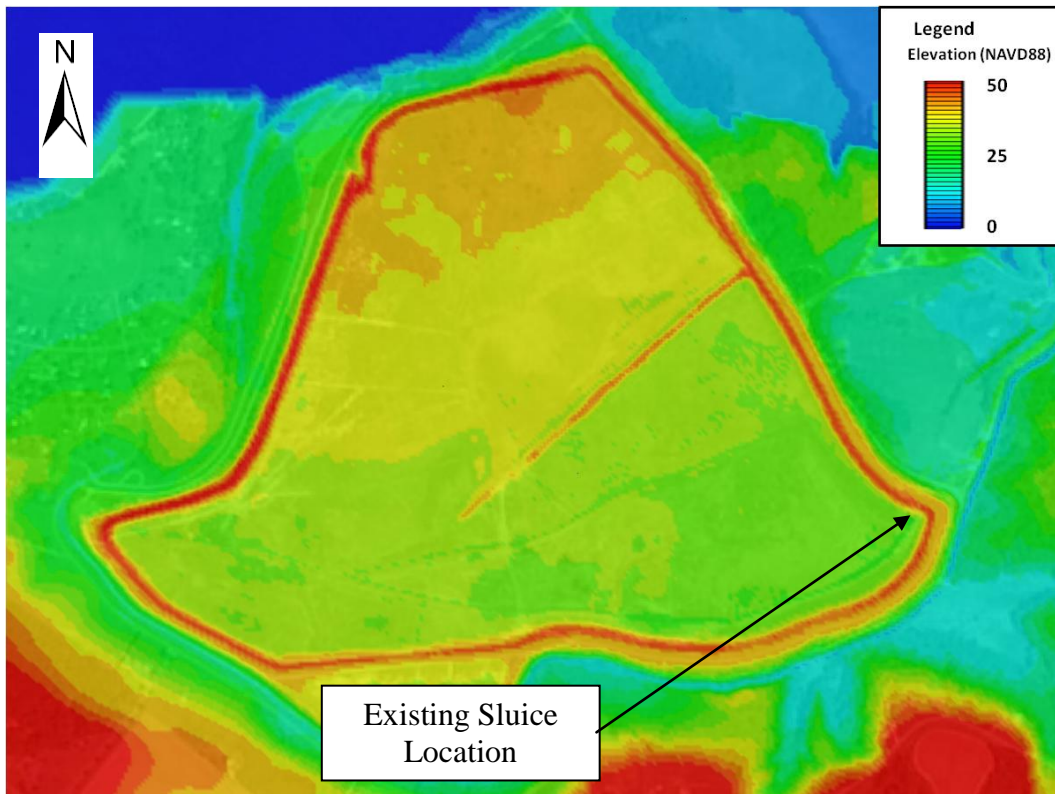 N
Legend
Elevation (NAVD88)
50
25
0
Existing Sluice
Location